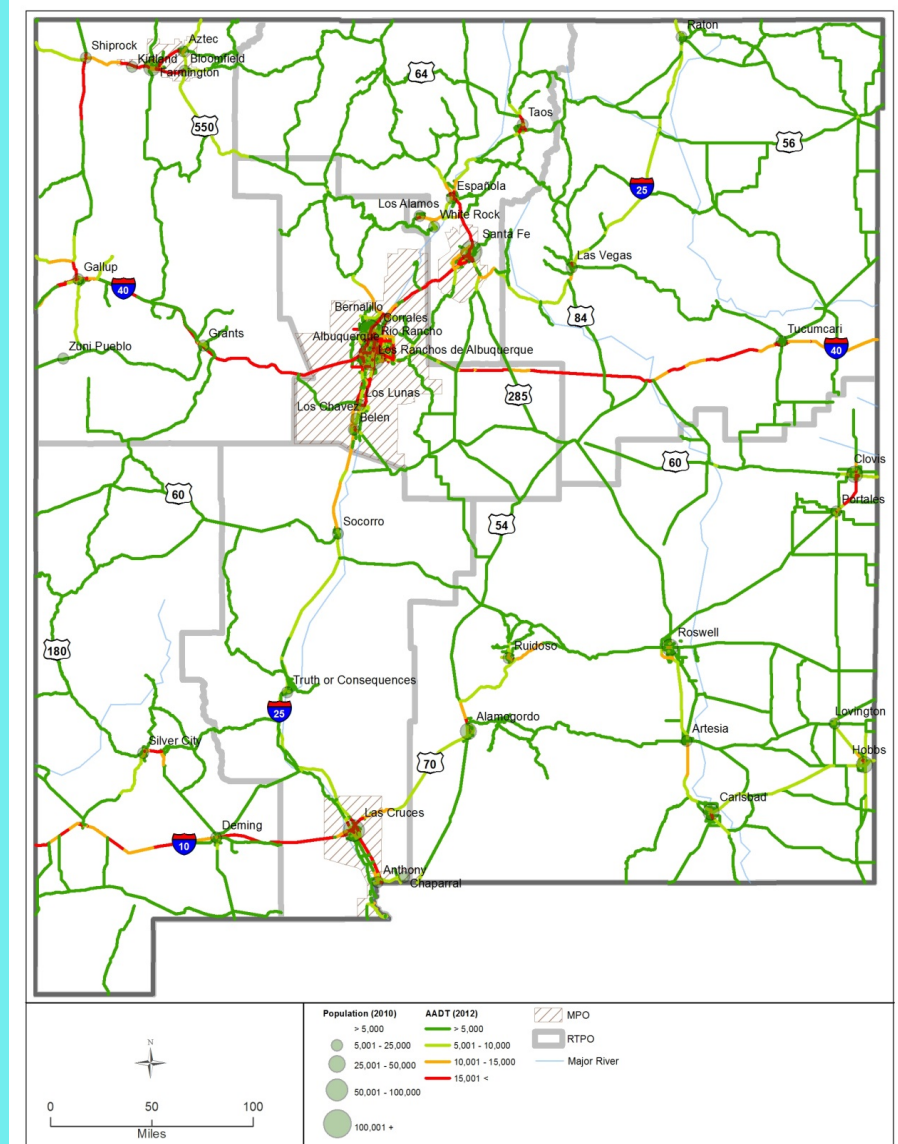 Raton
Aztec
Shiprock
Kirtland
Bloomfield
Farmington
64
Taos
550
56
Española
25
Los Alamos
White Rock
Santa Fe
Las Vegas
Gallup
40
Bernalillo
Corrales
84
Rio Rancho
Tucumcari
Grants
Albuquerque
Zuni Pueblo
Los Ranchos de Albuquerque
40
Los Lunas
285
Los Chavez
Belen
60
Clovis
60
Portales
Socorro
54
Roswell
180
Ruidoso
Truth or Consequences
25
Lovington
Alamogordo
Artesia
Silver City
Hobbs
70
Carlsbad
Las Cruces
Deming
10
Anthony
Chaparral
Population (2010)
> 5,000
5,001 - 25,000
25,001 - 50,000
50,001 - 100,000
100,001 +
AADT (2012)
> 5,000
5,001 - 10,000
10,001 - 15,000
15,001 <
MPO
RTPO
Major River
N
0 50 100
Miles